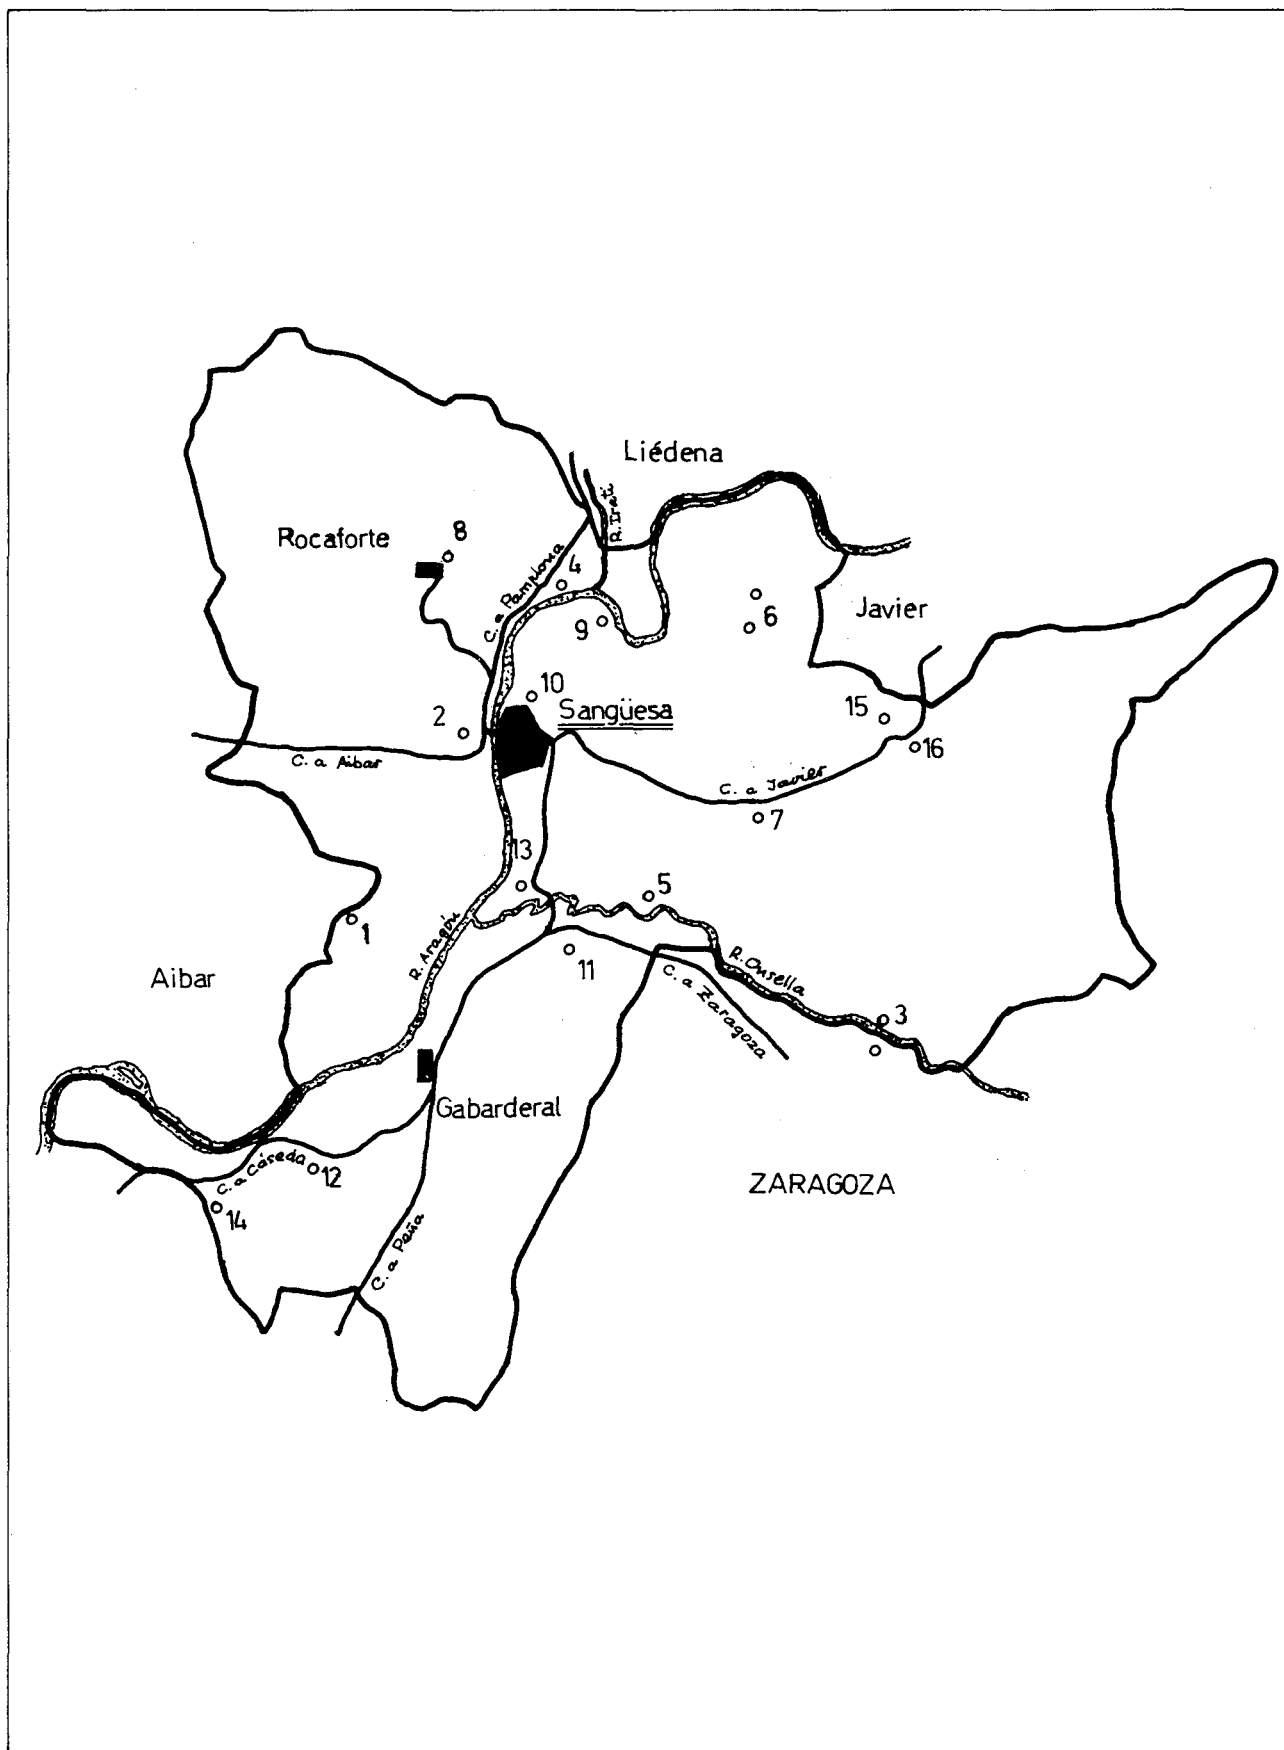 Liédena
R. Irati
Rocaforte
8
C. a Pamplona
4
9
6
Javier
10
2
Sangüesa
15
16
C. a Aibar
C. a Javier
7
13
5
1
R. Aragón
Aibar
11
R. Onsella
C. a Zaragoza
3
Gabarderal
C. a Cáseda
12
14
ZARAGOZA
C. a Peña